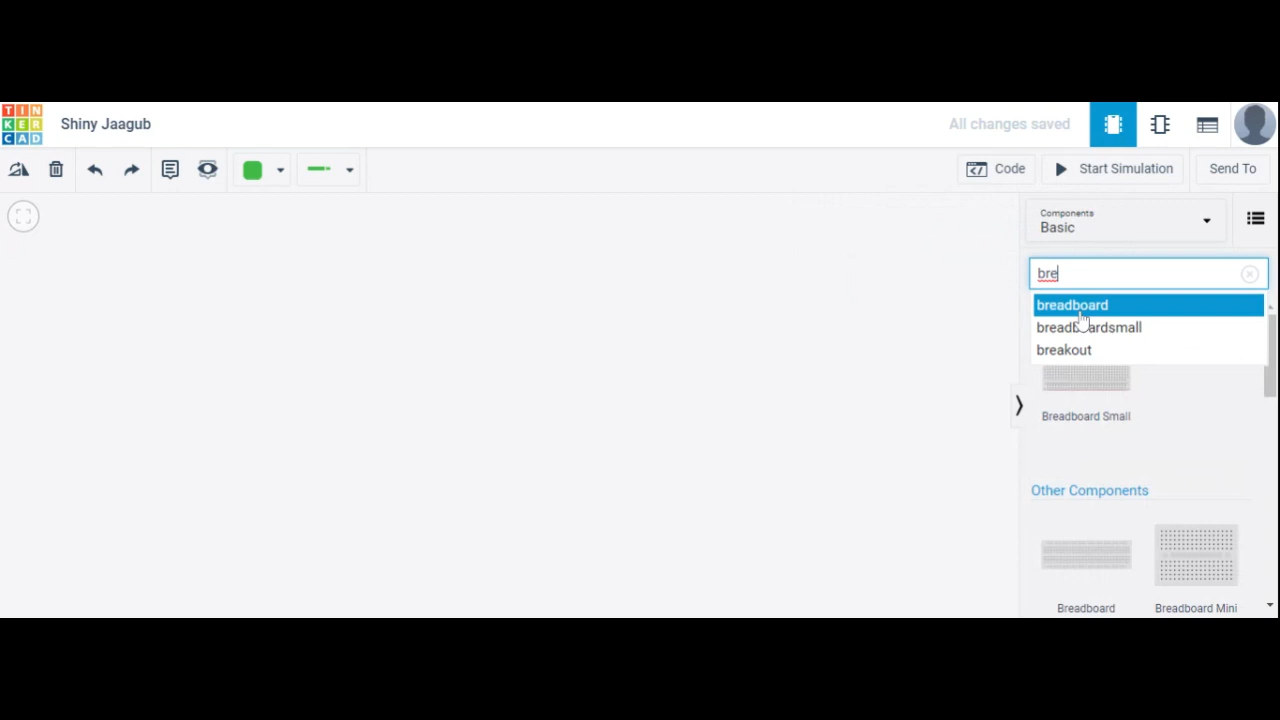 TIN
KER
CAD
Shiny Jaagub
All changes saved
Code
Start Simulation
Send To
Components
Basic
bre
breadboard
breadboardsmall
breakout
Breadboard Small
Other Components
Breadboard
Breadboard Mini